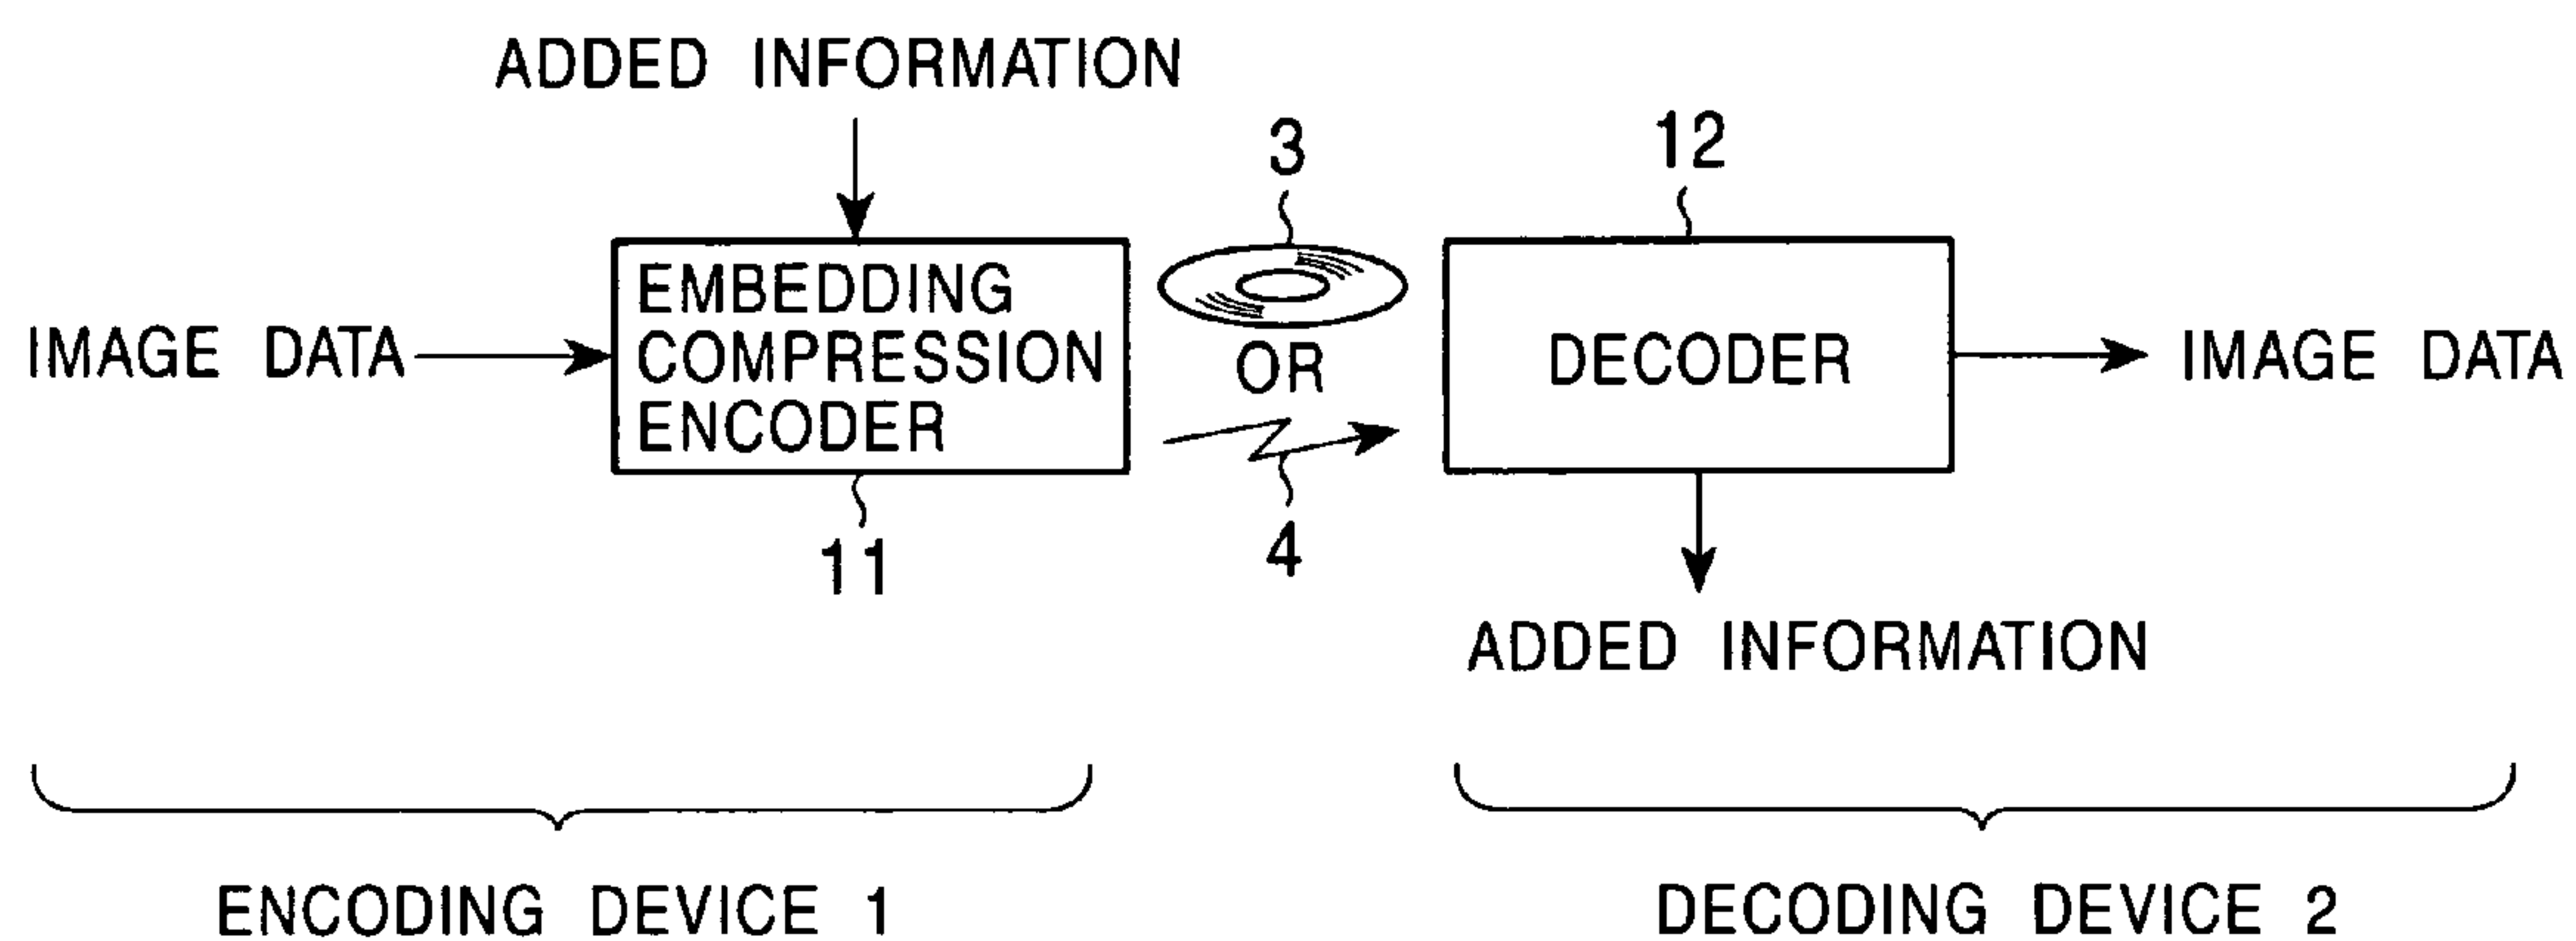 ADDED INFORMATION
3
12
IMAGE DATA
EMBEDDING
COMPRESSION
ENCODER
OR
DECODER
IMAGE DATA
11
4
ADDED INFORMATION
ENCODING DEVICE 1
DECODING DEVICE 2